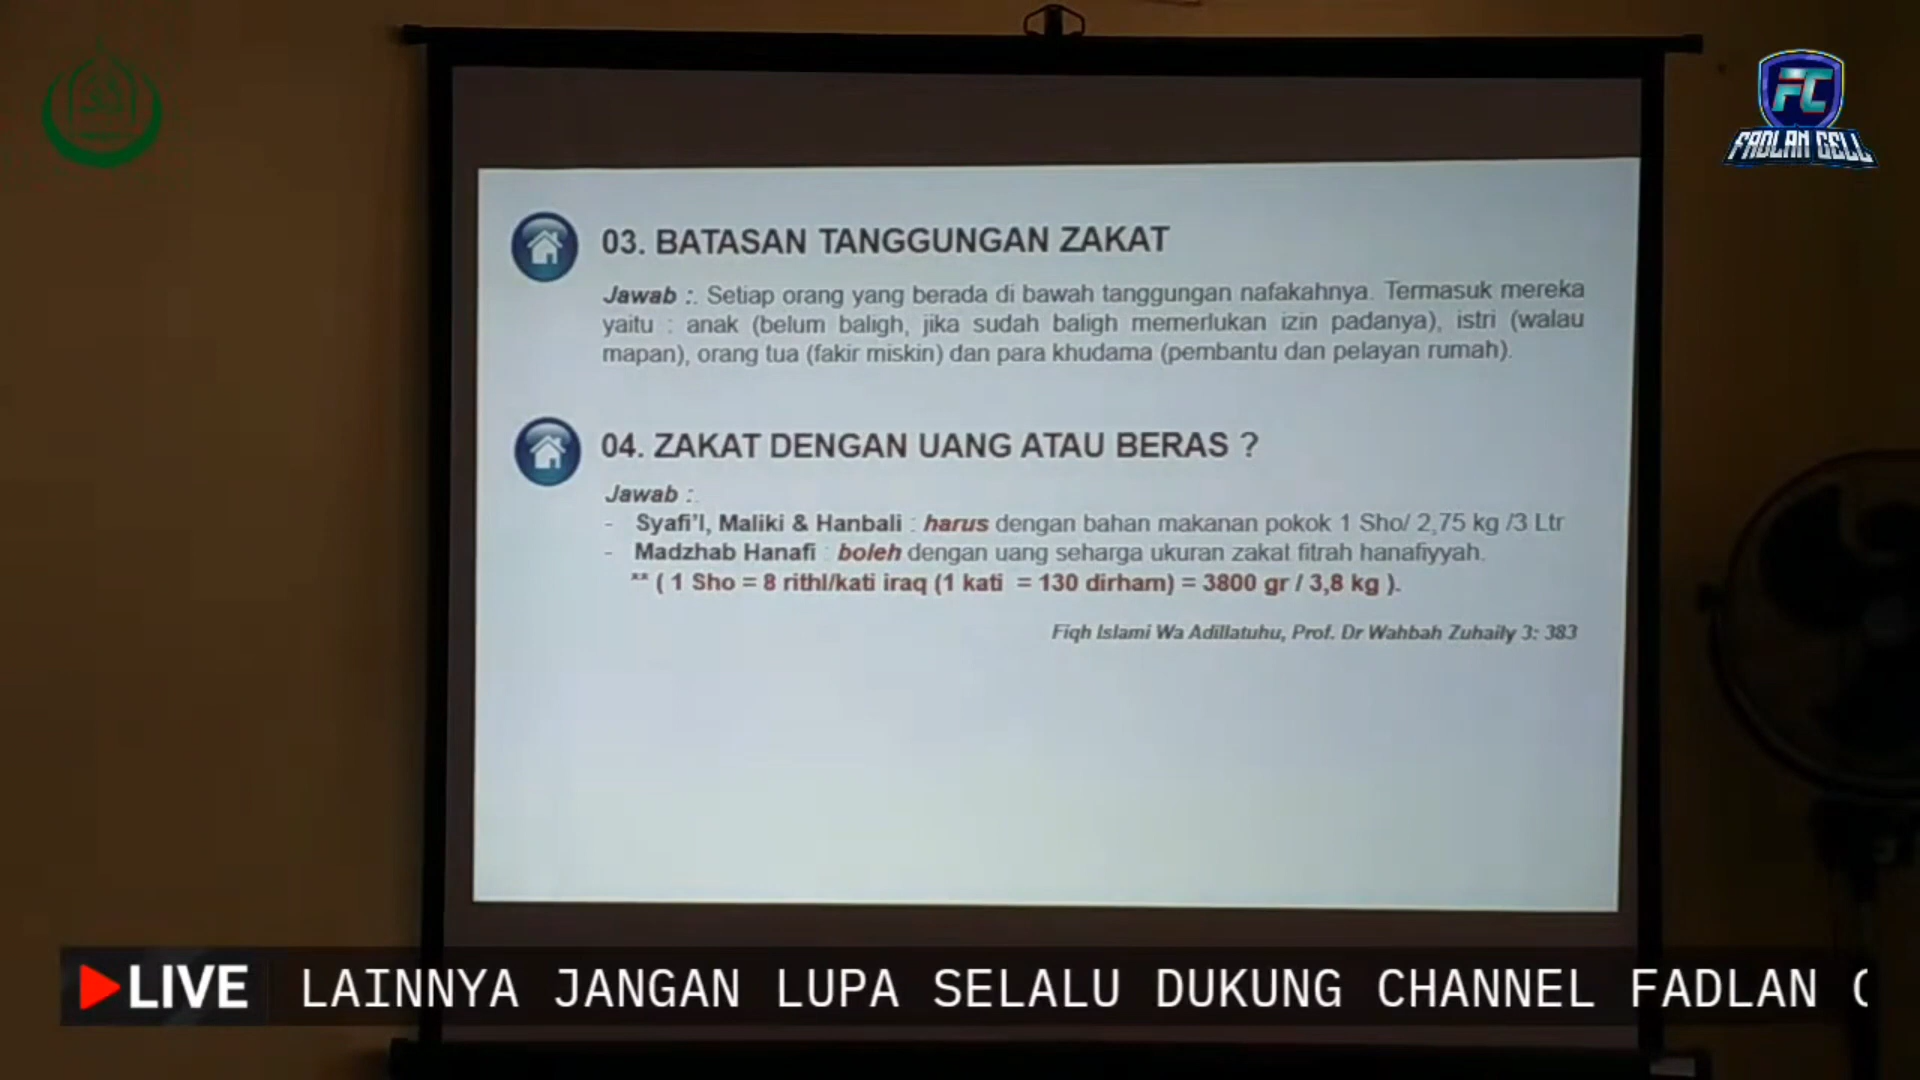 FC
FADLAN CELL
03. BATASAN TANGGUNGAN ZAKAT
Jawab :. Setiap orang yang berada di bawah tanggungan nafakahnya. Termasuk mereka
yaitu : anak (belum baligh, jika sudah baligh memerlukan izin padanya), istri (walau
mapan), orang tua (fakir miskin) dan para khudama (pembantu dan pelayan rumah).
04. ZAKAT DENGAN UANG ATAU BERAS ?
Jawab :
- Syafi'I, Maliki & Hanbali : harus dengan bahan makanan pokok 1 Sho/ 2,75 kg /3 Ltr
- Madzhab Hanafi : boleh dengan uang seharga ukuran zakat fitrah hanafiyyah.
** ( 1 Sho = 8 rithl/kati iraq (1 kati = 130 dirham) = 3800 gr / 3,8 kg ).
Fiqh Islami Wa Adillatuhu, Prof. Dr Wahbah Zuhaily 3: 383
LIVE LAINNYA JANGAN LUPA SELALU DUKUNG CHANNEL FADLAN